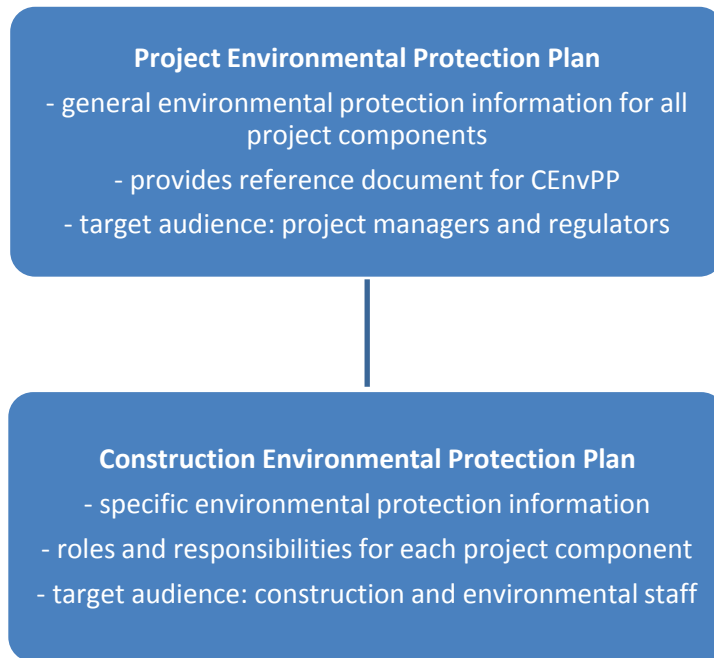 Project Environmental Protection Plan
- general environmental protection information for all
project components
- provides reference document for CEnvPP
- target audience: project managers and regulators
Construction Environmental Protection Plan
- specific environmental protection information
- roles and responsibilities for each project component
- target audience: construction and environmental staff